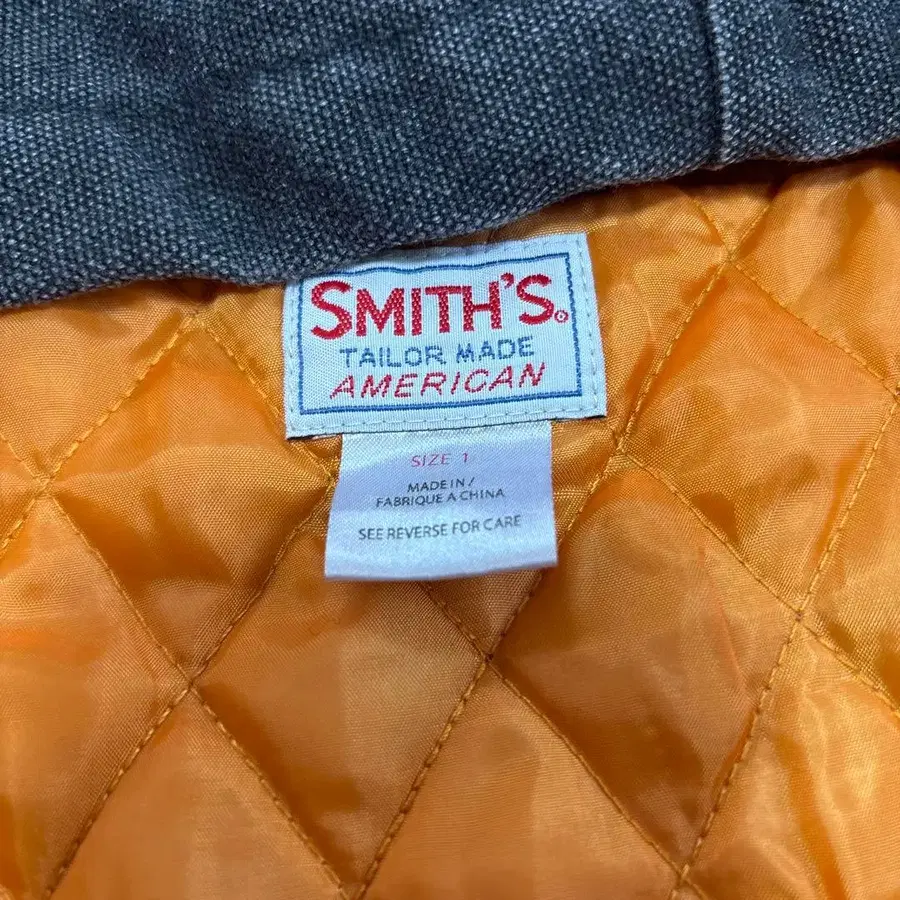 SMITH'S®
TAILOR MADE
AMERICAN
SIZE 1
MADE IN /
FABRIQUE A CHINA
SEE REVERSE FOR CARE